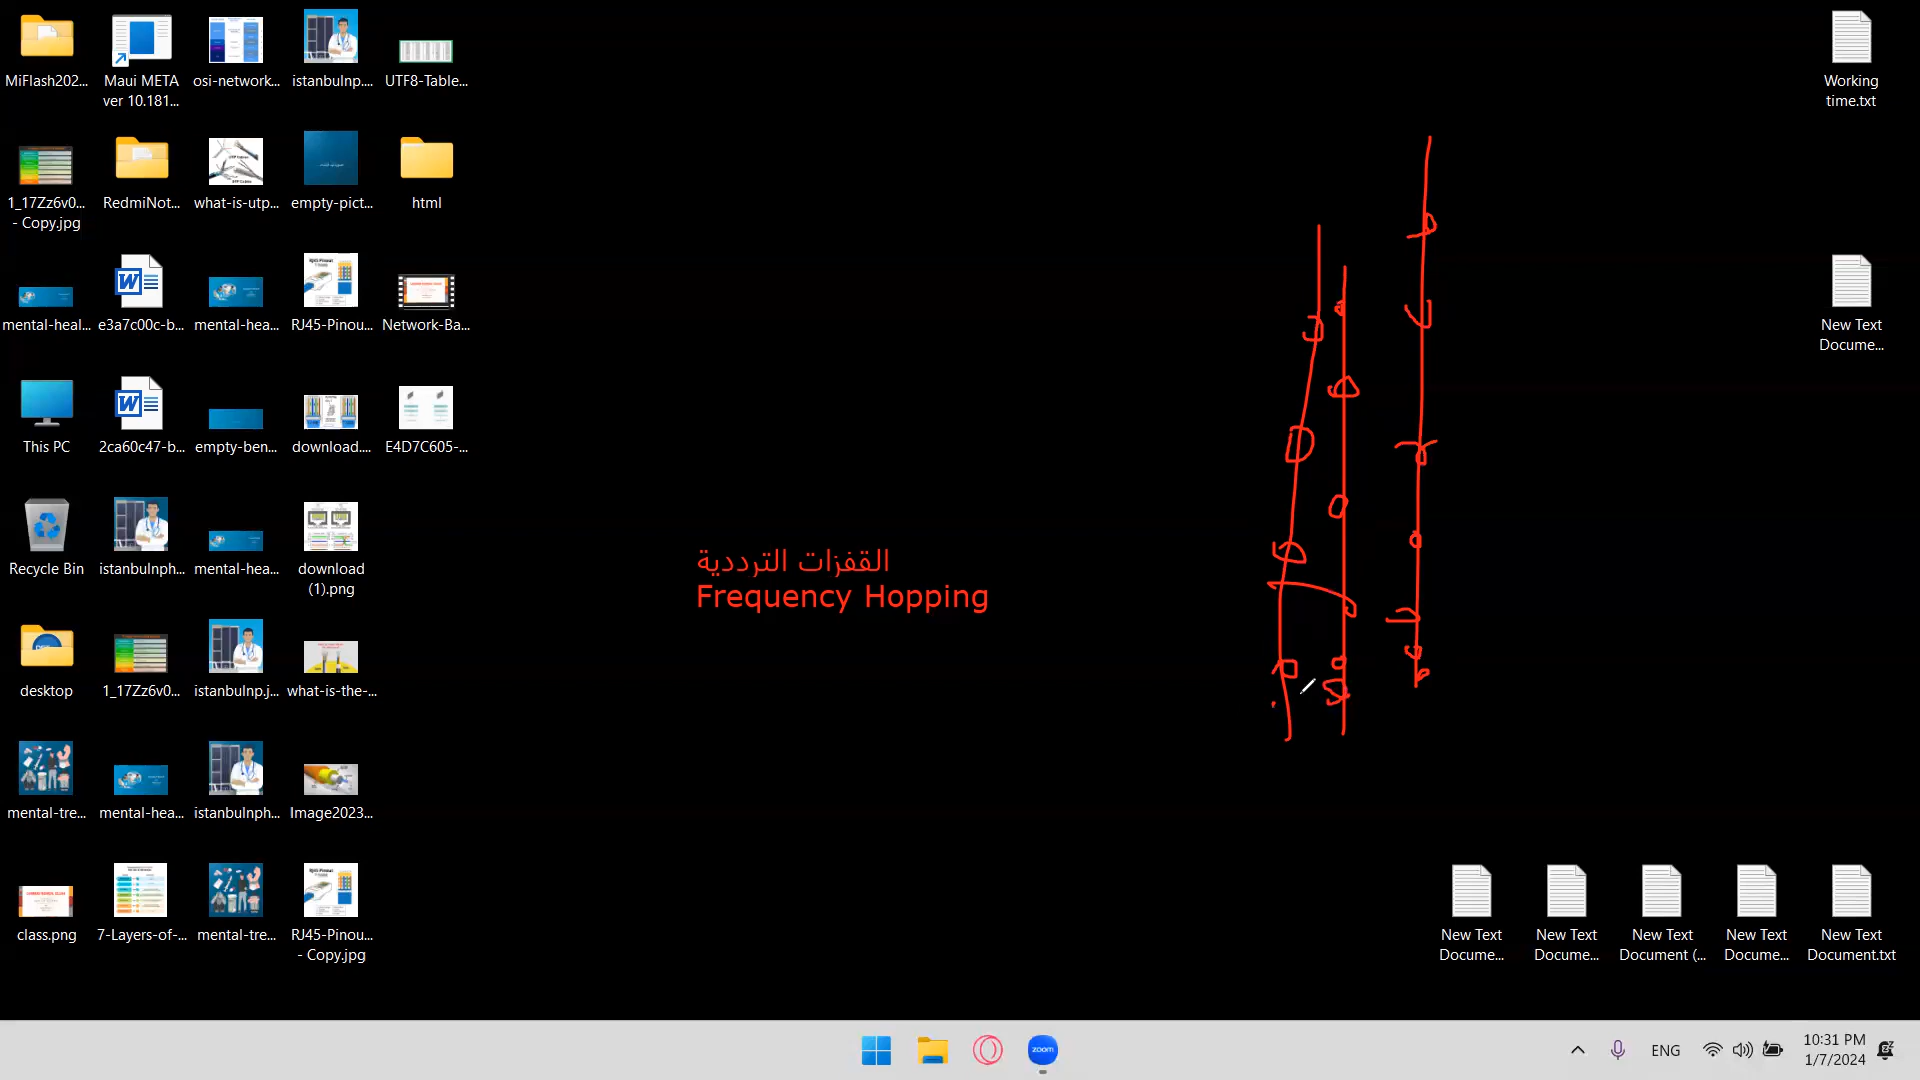 MiFlash202...
Maui META
ver 10.181...
osi-network...
istanbulnp....
UTF8-Table...
Working
time.txt
1_17Zz6v0...
- Copy.jpg
RedmiNot...
what-is-utp...
empty-pict...
html
mental-heal...
e3a7c00c-b...
mental-hea...
RJ45-Pinou...
Network-Ba...
New Text
Docume...
This PC
2ca60c47-b...
empty-ben...
download....
E4D7C605-...
Recycle Bin
istanbulnph...
mental-hea...
download
(1).png
القفزات الترددية
Frequency Hopping
desktop
1_17Zz6v0...
istanbulnp.j...
what-is-the-...
mental-tre...
mental-hea...
istanbulnph...
Image2023...
class.png
7-Layers-of-...
mental-tre...
RJ45-Pinou...
- Copy.jpg
New Text
Docume...
New Text
Docume...
New Text
Document (...
New Text
Docume...
New Text
Document.txt
zoom
ENG
10:31 PM
1/7/2024